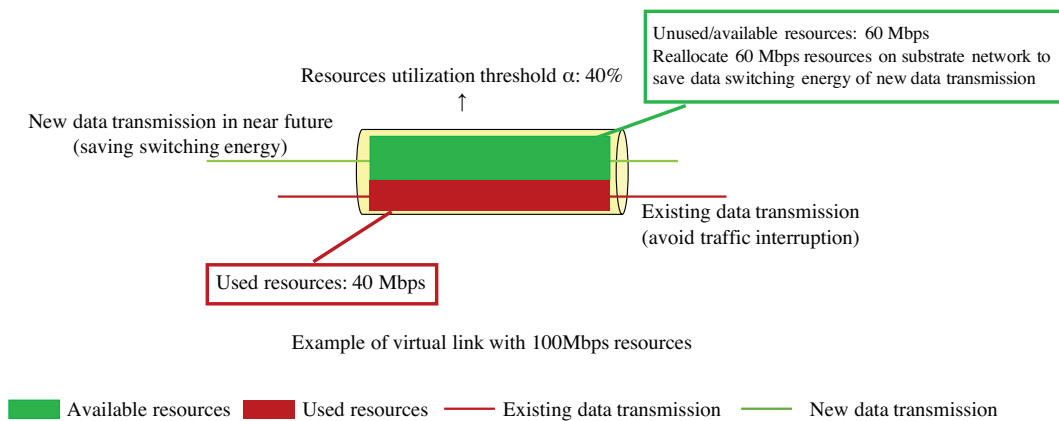 Unused/available resources: 60 Mbps
Reallocate 60 Mbps resources on substrate network to
save data switching energy of new data transmission
Resources utilization threshold α: 40%
↑
New data transmission in near future
(saving switching energy)
Existing data transmission
(avoid traffic interruption)
Used resources: 40 Mbps
Example of virtual link with 100Mbps resources
Available resources Used resources Existing data transmission New data transmission